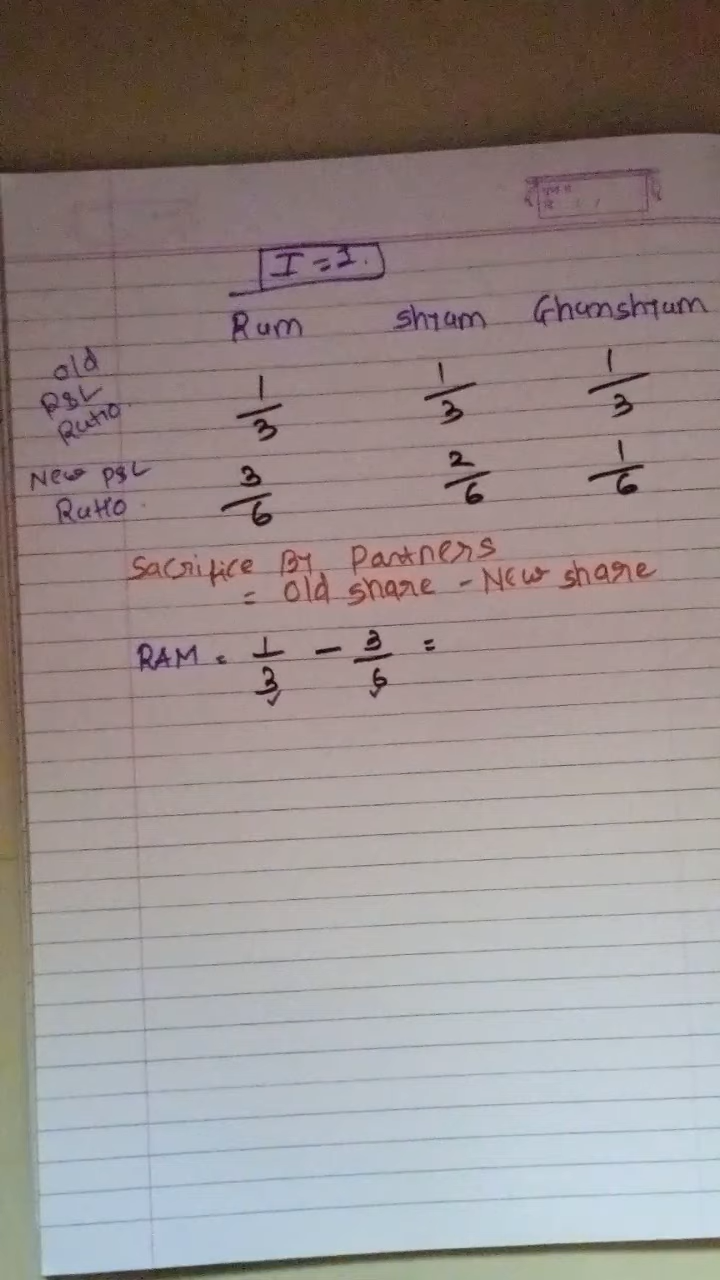 I = 1.
Ram Shyam Ghanshyam
Old
P&L
Ratio.
1/3 1/3 1/3
New P&L
Ratio.
3/6 2/6 1/6
Sacrifice By Partners
= Old share - New share
RAM = 1/3 - 3/6 =